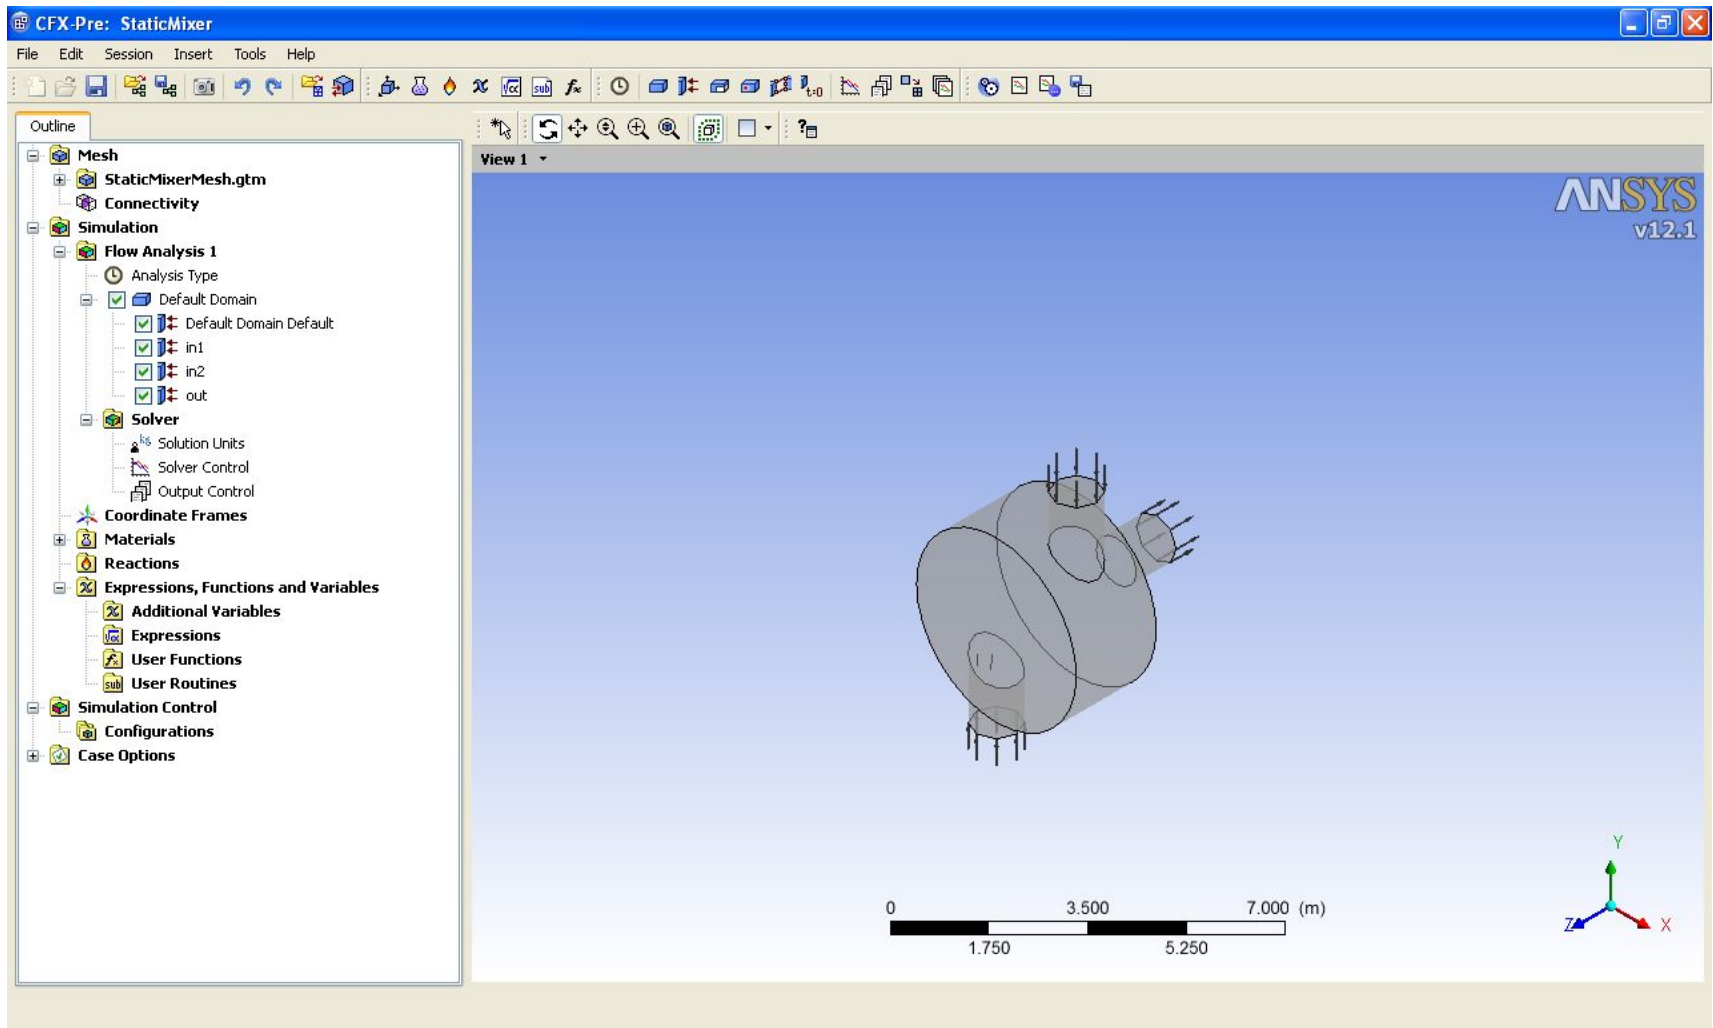 CFX-Pre: StaticMixer
File Edit Session Insert Tools Help
Outline
Mesh
StaticMixerMesh.gtm
Connectivity
Simulation
Flow Analysis 1
Analysis Type
Default Domain
Default Domain Default
in1
in2
out
Solver
Solution Units
Solver Control
Output Control
Coordinate Frames
Materials
Reactions
Expressions, Functions and Variables
Additional Variables
Expressions
User Functions
User Routines
Simulation Control
Configurations
Case Options
View 1
ANSYS
v12.1
0 3.500 7.000 (m)
1.750 5.250
Y
Z X